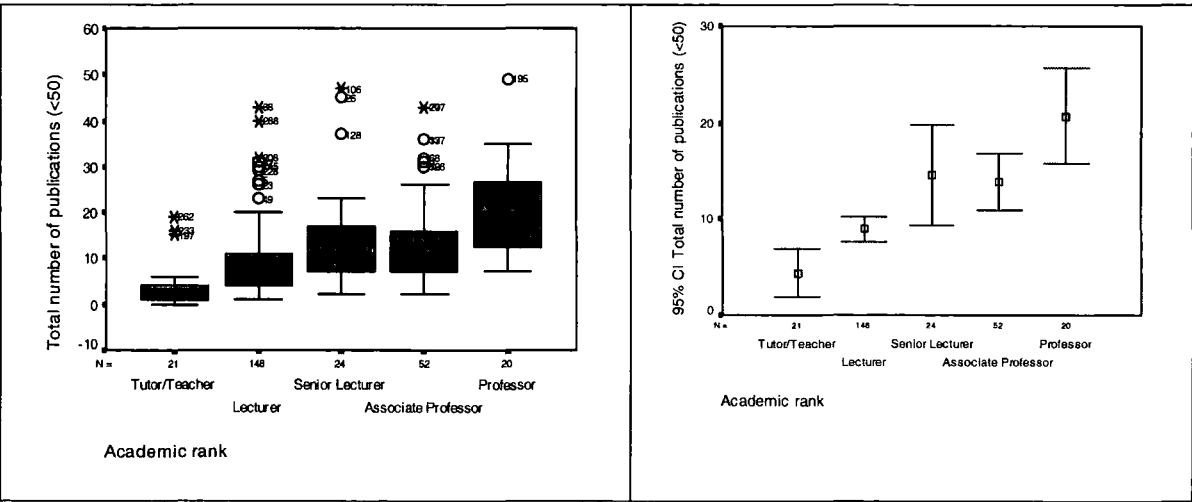 Total number of publications (<50)
60
50
40
30
20
10
0
-10
262
233
197
288
49
106
26
128
297
195
N =
21
148
24
52
20
Tutor/Teacher
Senior Lecturer
Professor
Lecturer
Associate Professor
Academic rank
95% CI Total number of publications (<50)
30
20
10
0
N =
21
148
24
52
20
Tutor/Teacher
Senior Lecturer
Professor
Lecturer
Associate Professor
Academic rank